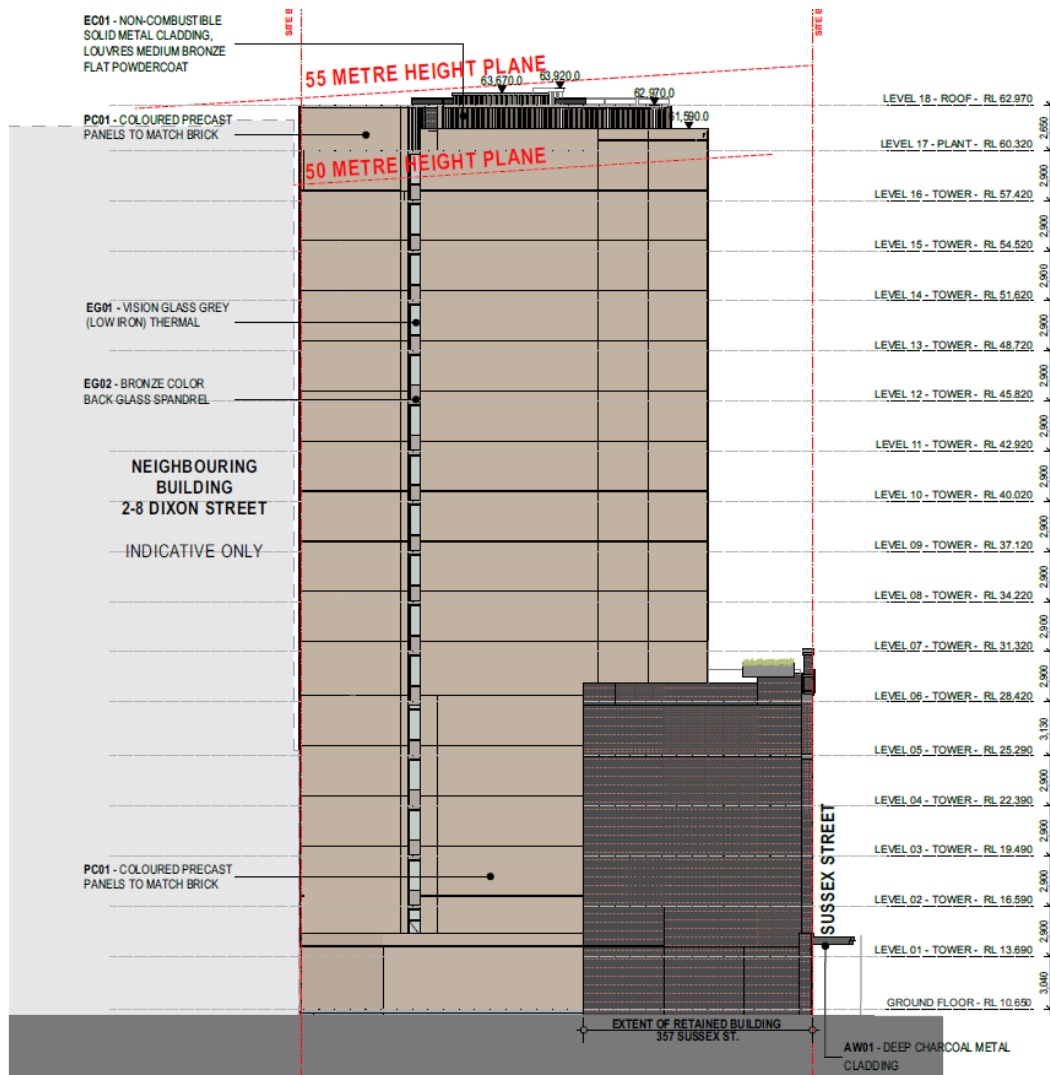 EC01 - NON-COMBUSTIBLE
SOLID METAL CLADDING,
LOUVRES MEDIUM BRONZE
FLAT POWDERCOAT
SITE B
SITE B
55 METRE HEIGHT PLANE
63,670.0
63,920.0
62,970.0
61,590.0
PC01 - COLOURED PRECAST
PANELS TO MATCH BRICK
50 METRE HEIGHT PLANE
EG01 - VISION GLASS GREY
(LOW IRON) THERMAL
EG02 - BRONZE COLOR
BACK GLASS SPANDREL
NEIGHBOURING
BUILDING
2-8 DIXON STREET
INDICATIVE ONLY
PC01 - COLOURED PRECAST
PANELS TO MATCH BRICK
LEVEL 18 - ROOF - RL 62.970
2,650
LEVEL 17 - PLANT - RL 60.320
2,900
LEVEL 16 - TOWER - RL 57.420
2,900
LEVEL 15 - TOWER - RL 54.520
2,900
LEVEL 14 - TOWER - RL 51.620
2,900
LEVEL 13 - TOWER - RL 48.720
2,900
LEVEL 12 - TOWER - RL 45.820
2,900
LEVEL 11 - TOWER - RL 42.920
2,900
LEVEL 10 - TOWER - RL 40.020
2,900
LEVEL 09 - TOWER - RL 37.120
2,900
LEVEL 08 - TOWER - RL 34.220
2,900
LEVEL 07 - TOWER - RL 31.320
2,900
LEVEL 06 - TOWER - RL 28.420
3,130
LEVEL 05 - TOWER - RL 25.290
2,900
LEVEL 04 - TOWER - RL 22.390
2,900
LEVEL 03 - TOWER - RL 19.490
2,900
LEVEL 02 - TOWER - RL 16.590
2,900
LEVEL 01 - TOWER - RL 13.690
3,040
GROUND FLOOR - RL 10.650
SUSSEX STREET
EXTENT OF RETAINED BUILDING
357 SUSSEX ST.
AW01 - DEEP CHARCOAL METAL
CLADDING